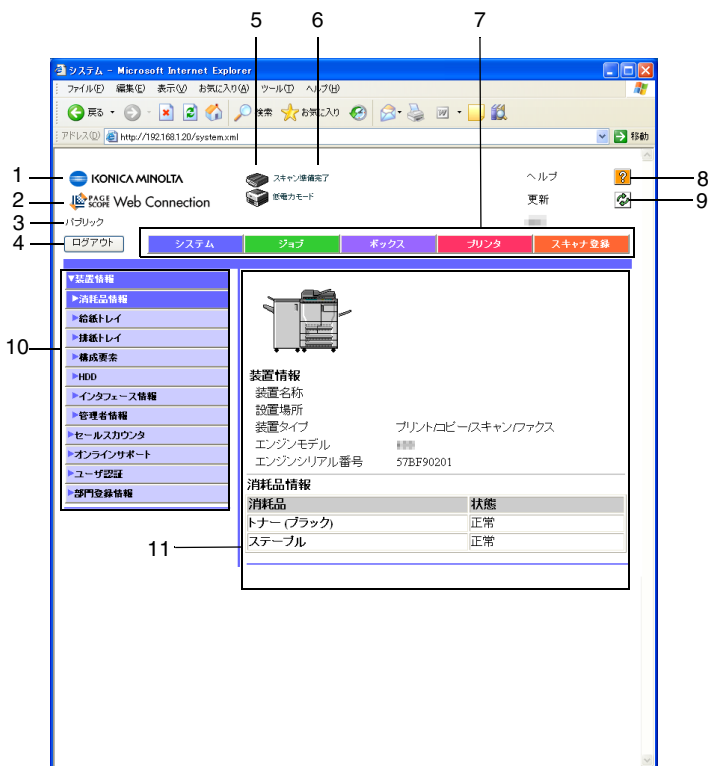 5 6 7
システム - Microsoft Internet Explorer
ファイル(F) 編集(E) 表示(V) お気に入り(A) ツール(T) ヘルプ(H)
戻る 検索 お気に入り
アドレス(D) http://192.168.1.20/system.xml 移動
1 KONICA MINOLTA スキャン準備完了 ヘルプ ? 8
2 PAGE SCOPE Web Connection 低電力モード 更新 9
3 パブリック
4 ログアウト システム ジョブ ボックス プリンタ スキャナ登録
10
▼装置情報
▶消耗品情報
▶給紙トレイ
▶排紙トレイ
▶構成要素
▶HDD
▶インタフェース情報
▶管理者情報
▶セールスカウンタ
▶オンラインサポート
▶ユーザ認証
▶部門登録情報
装置情報
装置名称
設置場所
装置タイプ プリント/コピー/スキャン/ファクス
エンジンモデル
エンジンシリアル番号 57BF90201
消耗品情報
消耗品 状態
トナー (ブラック) 正常
ステープル 正常
11